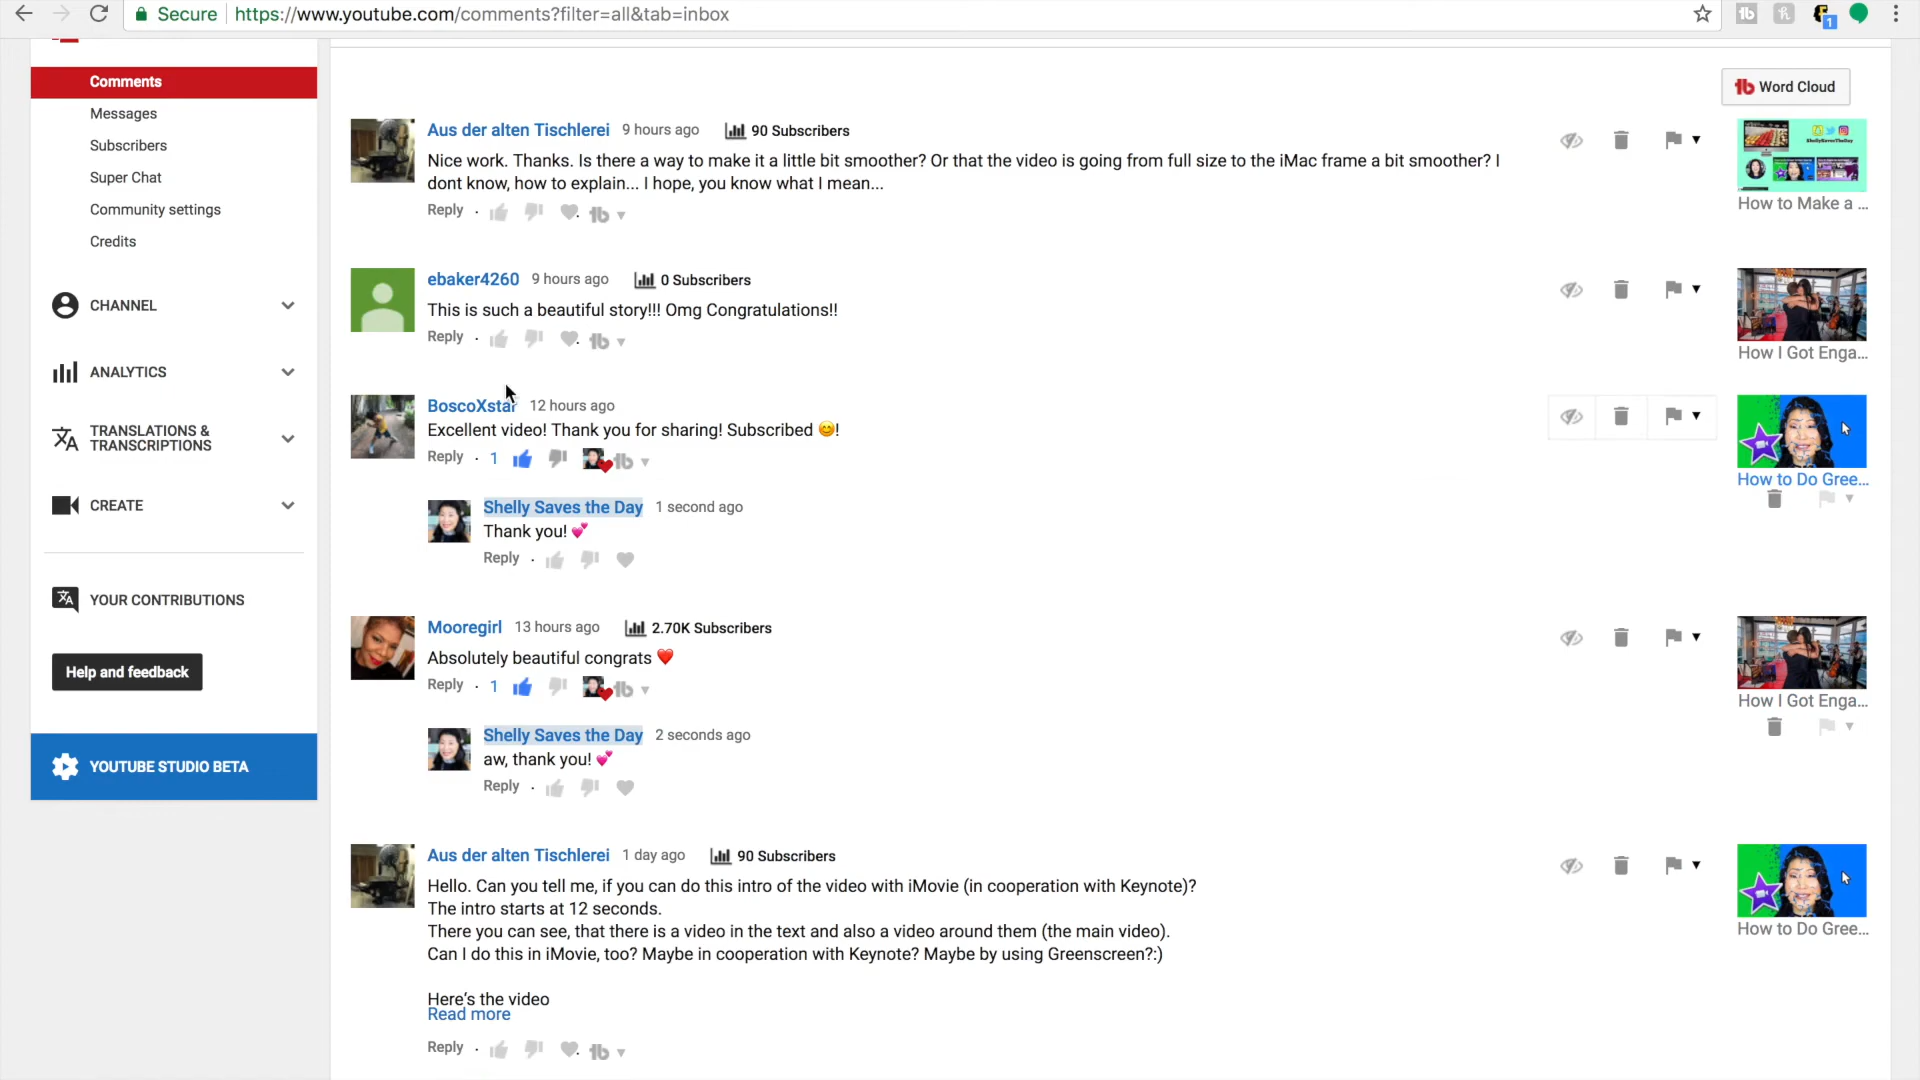 Secure https://www.youtube.com/comments?filter=all&tab=inbox
1
Comments
Messages
Subscribers
Super Chat
Community settings
Credits
CHANNEL
ANALYTICS
TRANSLATIONS &
TRANSCRIPTIONS
CREATE
YOUR CONTRIBUTIONS
Help and feedback
YOUTUBE STUDIO BETA
Word Cloud
Aus der alten Tischlerei 9 hours ago 90 Subscribers
Nice work. Thanks. Is there a way to make it a little bit smoother? Or that the video is going from full size to the iMac frame a bit smoother? I
dont know, how to explain... I hope, you know what I mean...
Reply ·
How to Make a ...
ebaker4260 9 hours ago 0 Subscribers
This is such a beautiful story!!! Omg Congratulations!!
Reply ·
How I Got Enga...
BoscoXstar 12 hours ago
Excellent video! Thank you for sharing! Subscribed 😊!
Reply · 1
How to Do Gree...
Shelly Saves the Day 1 second ago
Thank you! 💕
Reply ·
Mooregirl 13 hours ago 2.70K Subscribers
Absolutely beautiful congrats ❤️
Reply · 1
How I Got Enga...
Shelly Saves the Day 2 seconds ago
aw, thank you! 💕
Reply ·
Aus der alten Tischlerei 1 day ago 90 Subscribers
Hello. Can you tell me, if you can do this intro of the video with iMovie (in cooperation with Keynote)?
The intro starts at 12 seconds.
There you can see, that there is a video in the text and also a video around them (the main video).
Can I do this in iMovie, too? Maybe in cooperation with Keynote? Maybe by using Greenscreen?:)
Here's the video
Read more
Reply ·
How to Do Gree...